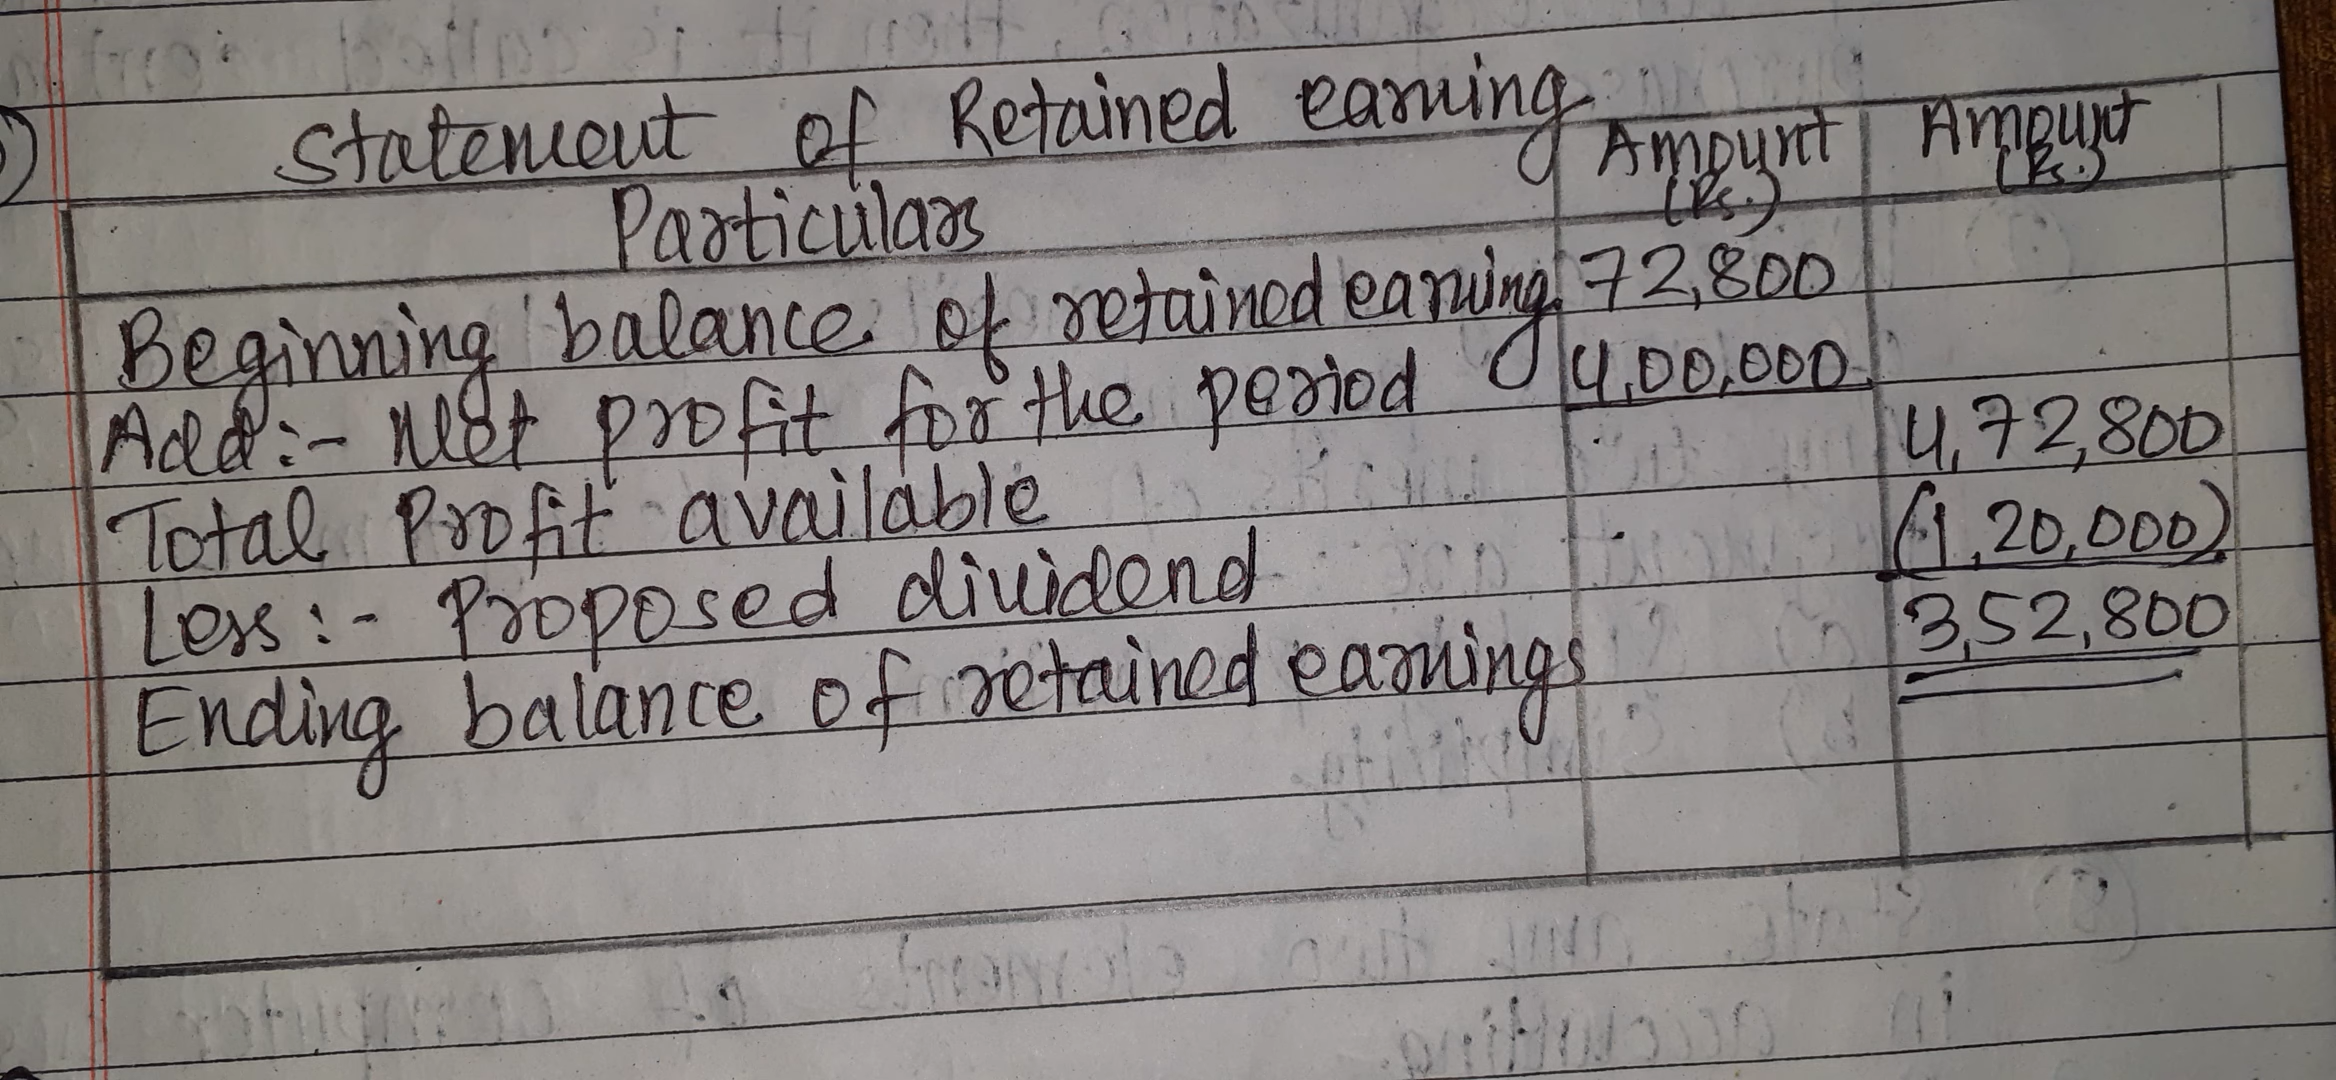 Statement of Retained earning
Particulars Amount (Rs.) Amount (Rs.)
Beginning balance of retained earning 72,800
Add:- Net profit for the period 4,00,000
Total Profit available 4,72,800
Less:- Proposed dividend (1,20,000)
Ending balance of retained earnings 3,52,800